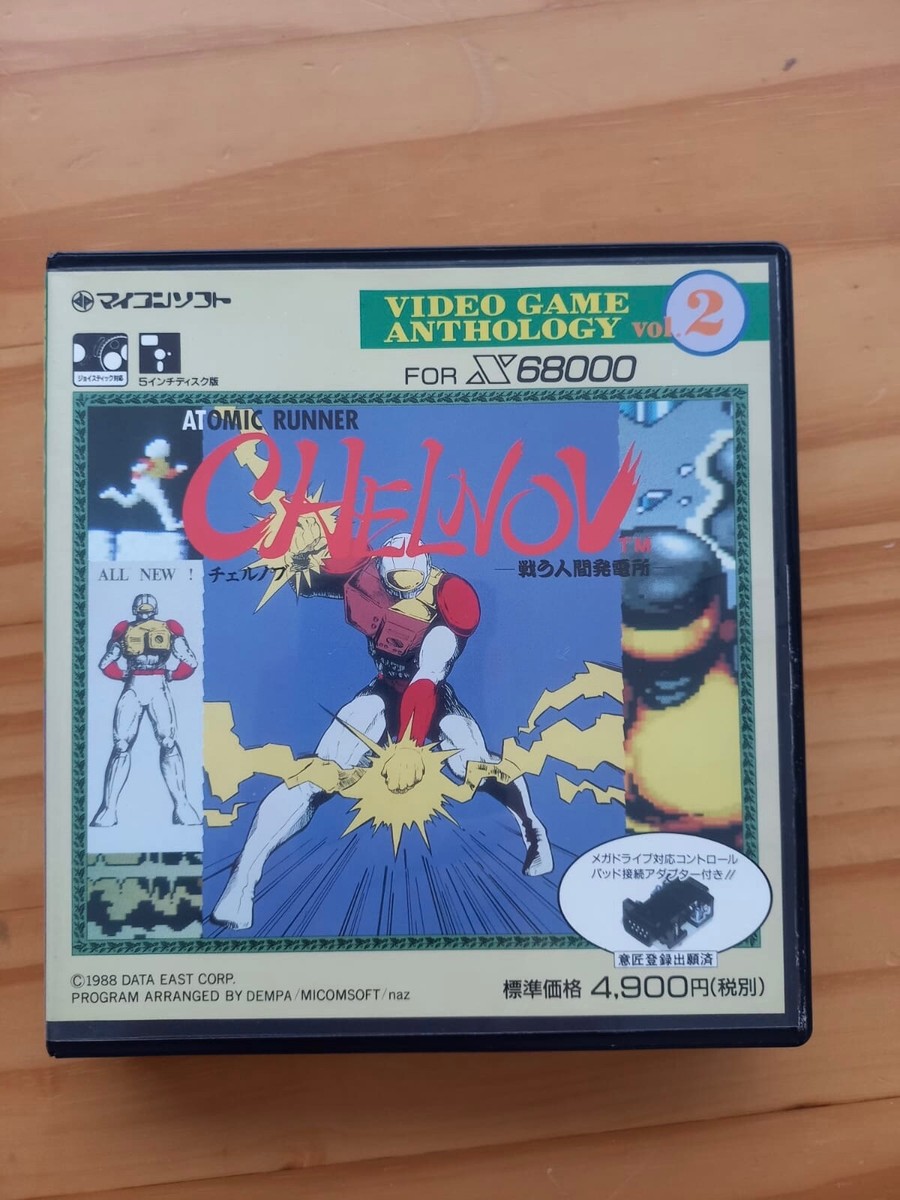 マイコンソフト
VIDEO GAME
ANTHOLOGY vol.2
ジョイスティック対応
5インチディスク版
FOR X68000
ATOMIC RUNNER
CHELNOV™
ALL NEW ! チェルノブ
―戦う人間発電所―
メガドライブ対応コントロール
パッド接続アダプター付き!!
意匠登録出願済
©1988 DATA EAST CORP.
PROGRAM ARRANGED BY DEMPA/MICOMSOFT/naz
標準価格 4,900円(税別)